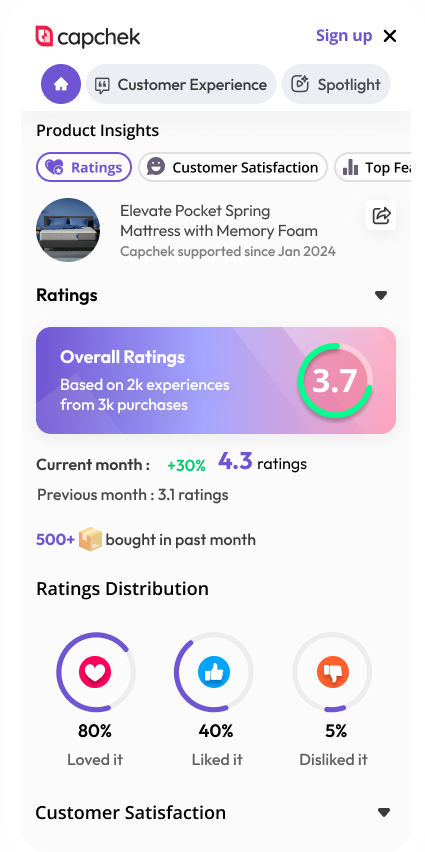 capchek
Sign up
Customer Experience
Spotlight
Product Insights
Ratings
Customer Satisfaction
Top Fea
Elevate Pocket Spring
Mattress with Memory Foam
Capchek supported since Jan 2024
Ratings
Overall Ratings
Based on 2k experiences
from 3k purchases
3.7
Current month : +30% 4.3 ratings
Previous month : 3.1 ratings
500+ bought in past month
Ratings Distribution
80%
Loved it
40%
Liked it
5%
Disliked it
Customer Satisfaction